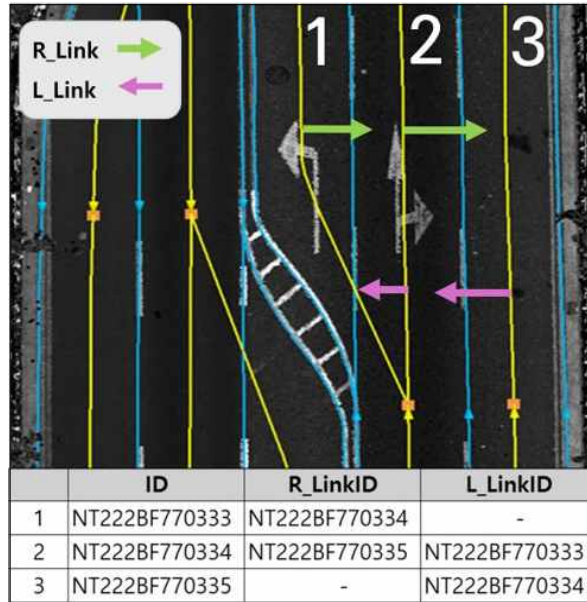 R_Link
L_Link
1 2 3
ID R_LinkID L_LinkID
1 NT222BF770333 NT222BF770334 -
2 NT222BF770334 NT222BF770335 NT222BF770333
3 NT222BF770335 - NT222BF770334